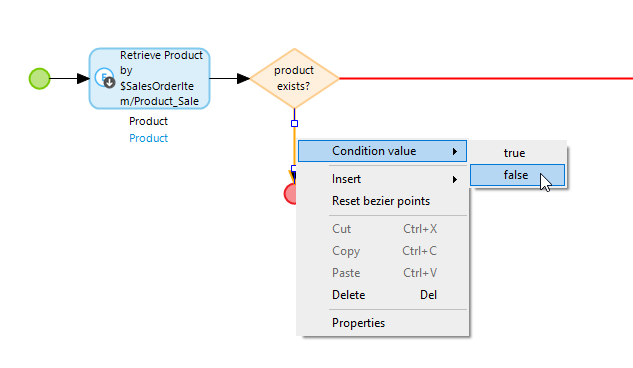 Retrieve Product
by
$SalesOrderIte
m/Product_Sale
Product
Product
product
exists?
Condition value
true
false
Insert
Reset bezier points
Cut Ctrl+X
Copy Ctrl+C
Paste Ctrl+V
Delete Del
Properties